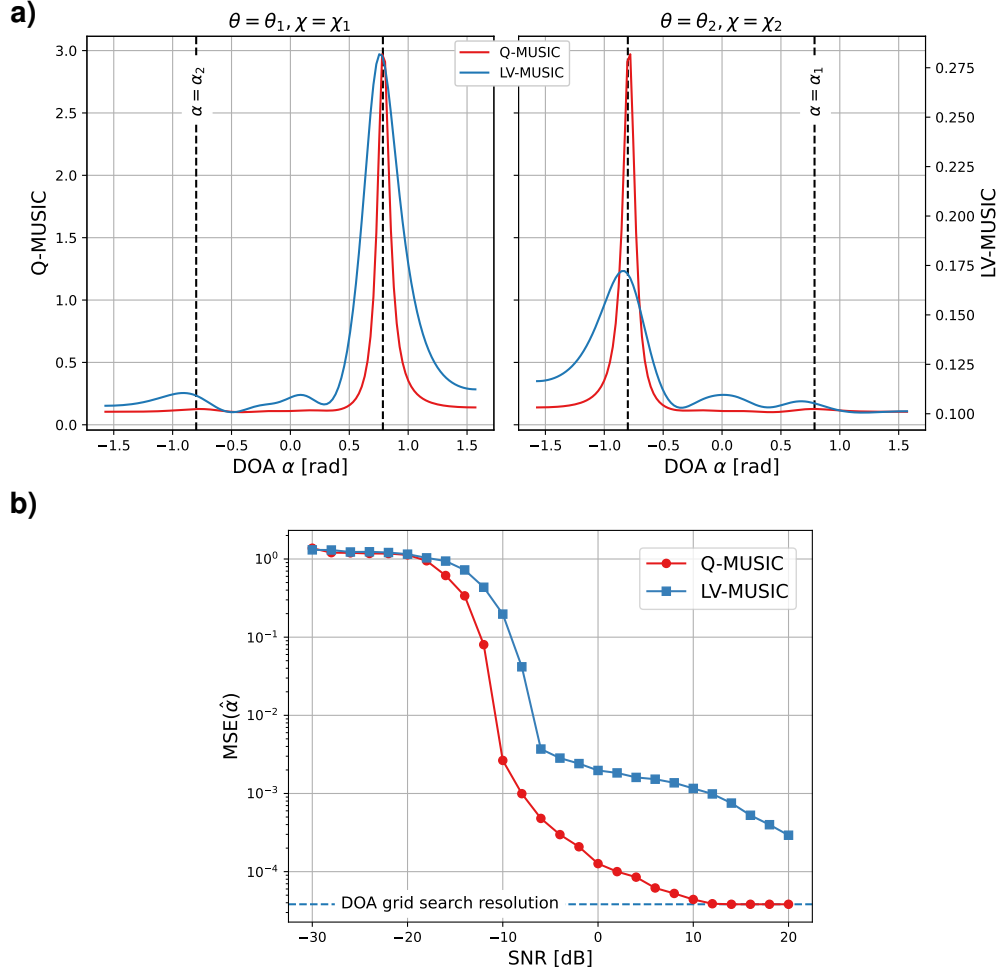 a)
θ = θ₁, χ = χ₁
θ = θ₂, χ = χ₂
Q-MUSIC
LV-MUSIC
α = α₂
α = α₁
3.0
2.5
2.0
1.5
1.0
0.5
0.0
Q-MUSIC
−1.5 −1.0 −0.5 0.0 0.5 1.0 1.5
DOA α [rad]
−1.5 −1.0 −0.5 0.0 0.5 1.0 1.5
DOA α [rad]
0.275
0.250
0.225
0.200
0.175
0.150
0.125
0.100
LV-MUSIC
b)
Q-MUSIC
LV-MUSIC
10⁰
10⁻¹
10⁻²
10⁻³
10⁻⁴
MSE(α̂)
DOA grid search resolution
−30 −20 −10 0 10 20
SNR [dB]